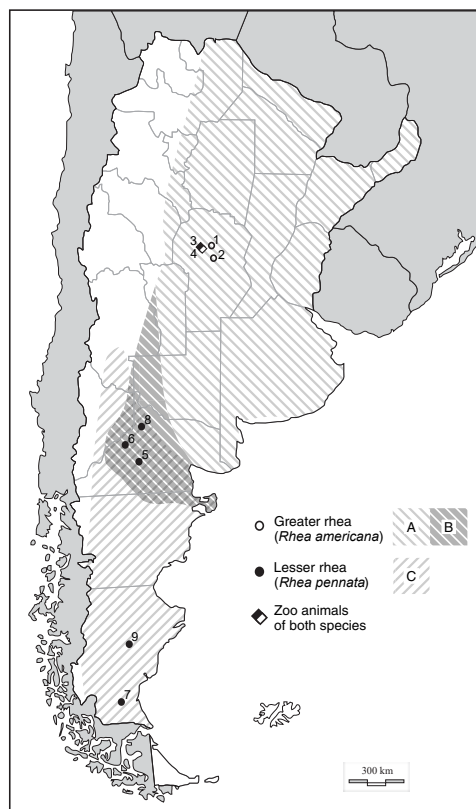 3
1
4
2
8
6
5
Greater rhea
(Rhea americana)
A
B
Lesser rhea
(Rhea pennata)
C
Zoo animals
of both species
9
7
300 km